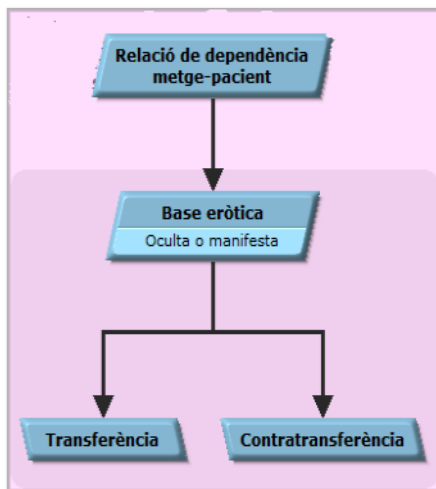 Relació de dependència
metge-pacient
Base eròtica
Oculta o manifesta
Transferència
Contratransferència